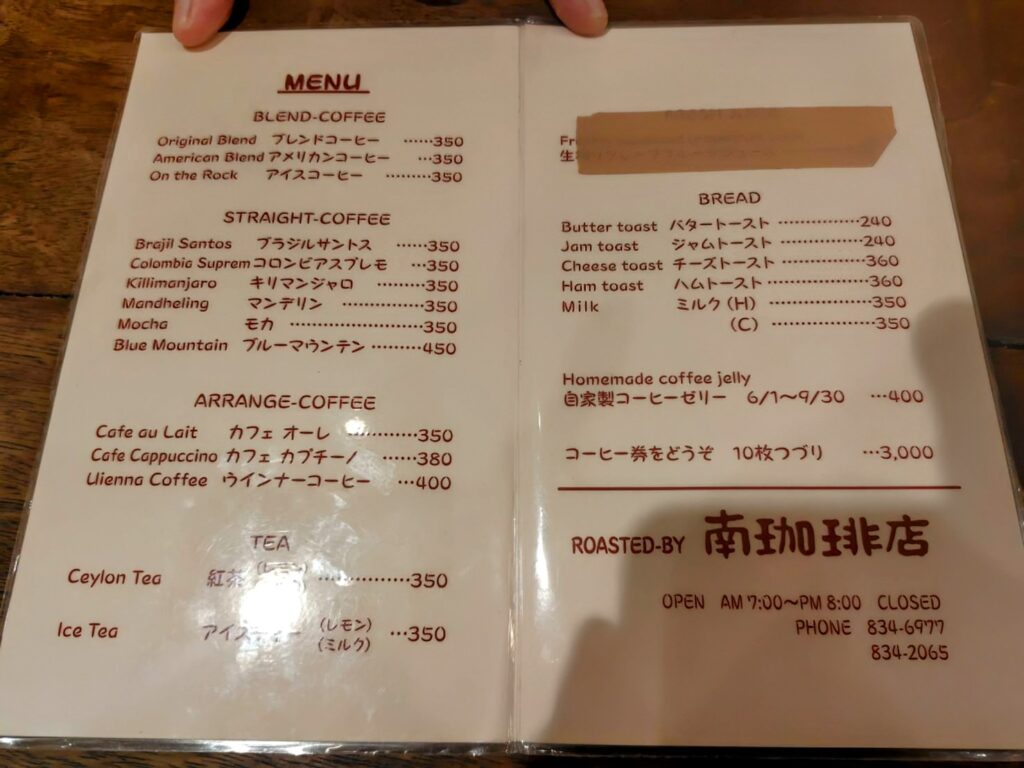 MENU
BLEND-COFFEE
Original Blend ブレンドコーヒー ······350
American Blend アメリカンコーヒー ···350
On the Rock アイスコーヒー ·········350
STRAIGHT-COFFEE
Brajil Santos ブラジルサントス ······350
Colombia Suprem コロンビアスプレモ ···350
Killimanjaro キリマンジャロ ·········350
Mandheling マンデリン ···············350
Mocha モカ ·····················350
Blue Mountain ブルーマウンテン ·········450
ARRANGE-COFFEE
Cafe au Lait カフェ オーレ ············350
Cafe Cappuccino カフェ カプチーノ ······380
Uienna Coffee ウインナーコーヒー ···400
TEA
Ceylon Tea 紅茶 (レモン) ···············350
Ice Tea アイスティー (レモン) ···350
(ミルク)
BREAD
Butter toast バタートースト ···············240
Jam toast ジャムトースト ···············240
Cheese toast チーズトースト ···············360
Ham toast ハムトースト ··················360
Milk ミルク (H) ···············350
(C) ··················350
Homemade coffee jelly
自家製コーヒーゼリー 6/1～9/30 ···400
コーヒー券をどうぞ 10枚つづり ···3,000
ROASTED-BY 南珈琲店
OPEN AM 7:00～PM 8:00 CLOSED
PHONE 834-6977
834-2065